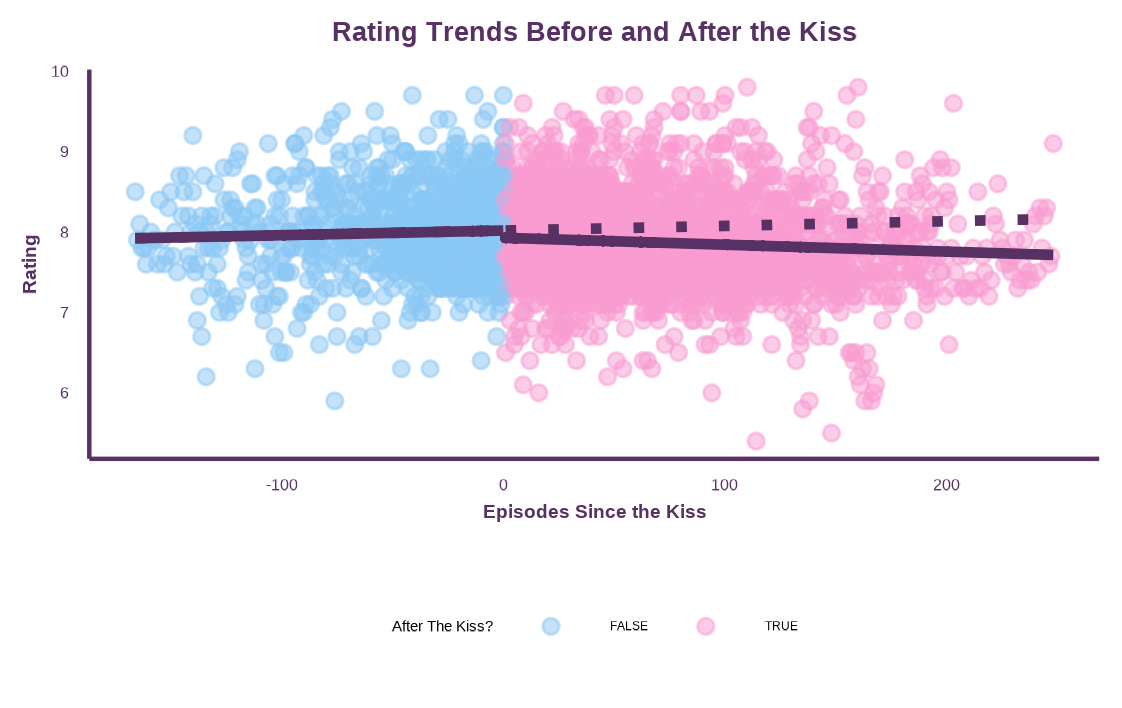 Rating Trends Before and After the Kiss
10
9
8
7
6
Rating
-100 0 100 200
Episodes Since the Kiss
After The Kiss? FALSE TRUE